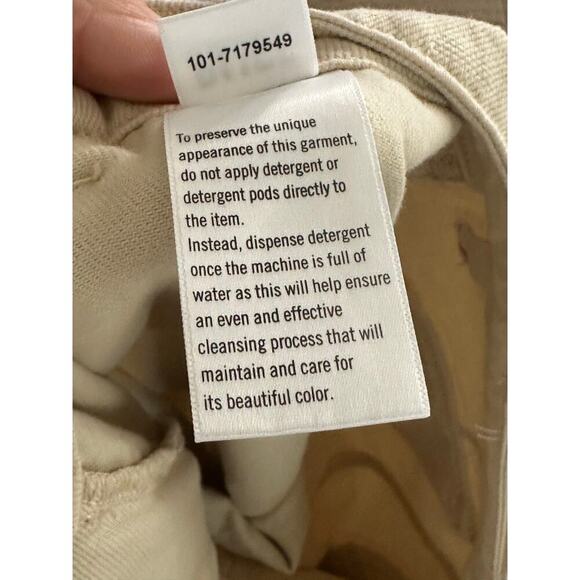 101-7179549
To preserve the unique
appearance of this garment,
do not apply detergent or
detergent pods directly to
the item.
Instead, dispense detergent
once the machine is full of
water as this will help ensure
an even and effective
cleansing process that will
maintain and care for
its beautiful color.